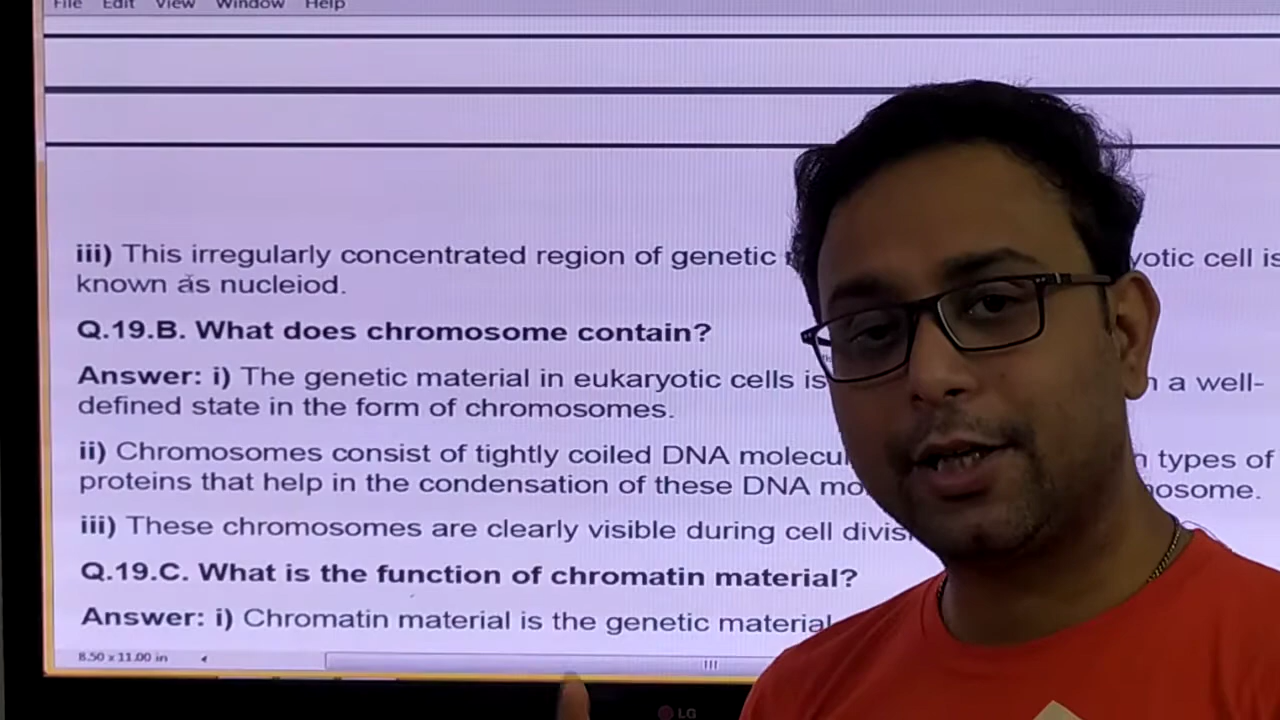 File Edit View Window Help
iii) This irregularly concentrated region of genetic yotic cell is
known as nucleiod.
Q.19.B. What does chromosome contain?
Answer: i) The genetic material in eukaryotic cells is a well-
defined state in the form of chromosomes.
ii) Chromosomes consist of tightly coiled DNA molecul types of
proteins that help in the condensation of these DNA mo osome.
iii) These chromosomes are clearly visible during cell divis
Q.19.C. What is the function of chromatin material?
Answer: i) Chromatin material is the genetic material
8.50 x 11.00 in
LG